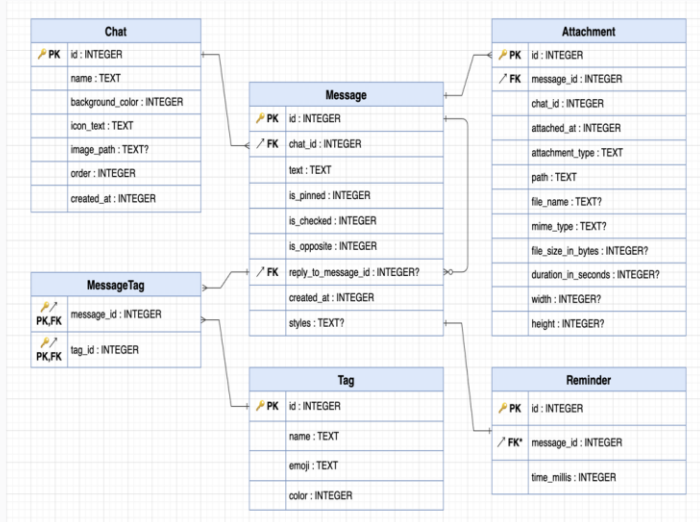 Chat
PK id : INTEGER
name : TEXT
background_color : INTEGER
icon_text : TEXT
image_path : TEXT?
order : INTEGER
created_at : INTEGER
Message
PK id : INTEGER
FK chat_id : INTEGER
text : TEXT
is_pinned : INTEGER
is_checked : INTEGER
is_opposite : INTEGER
FK reply_to_message_id : INTEGER?
created_at : INTEGER
styles : TEXT?
Attachment
PK id : INTEGER
FK message_id : INTEGER
chat_id : INTEGER
attached_at : INTEGER
attachment_type : TEXT
path : TEXT
file_name : TEXT?
mime_type : TEXT?
file_size_in_bytes : INTEGER?
duration_in_seconds : INTEGER?
width : INTEGER?
height : INTEGER?
MessageTag
PK,FK message_id : INTEGER
PK,FK tag_id : INTEGER
Tag
PK id : INTEGER
name : TEXT
emoji : TEXT
color : INTEGER
Reminder
PK id : INTEGER
FK* message_id : INTEGER
time_millis : INTEGER